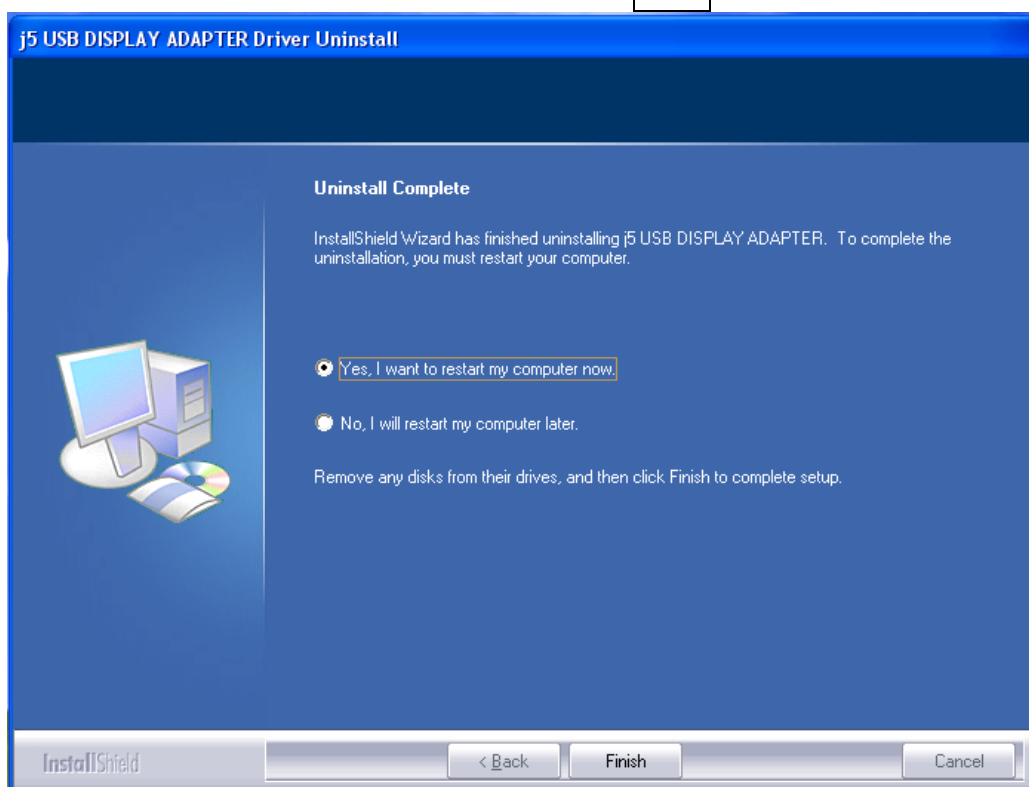 j5 USB DISPLAY ADAPTER Driver Uninstall
Uninstall Complete
InstallShield Wizard has finished uninstalling j5 USB DISPLAY ADAPTER. To complete the
uninstallation, you must restart your computer.
Yes, I want to restart my computer now.
No, I will restart my computer later.
Remove any disks from their drives, and then click Finish to complete setup.
InstallShield
< Back
Finish
Cancel